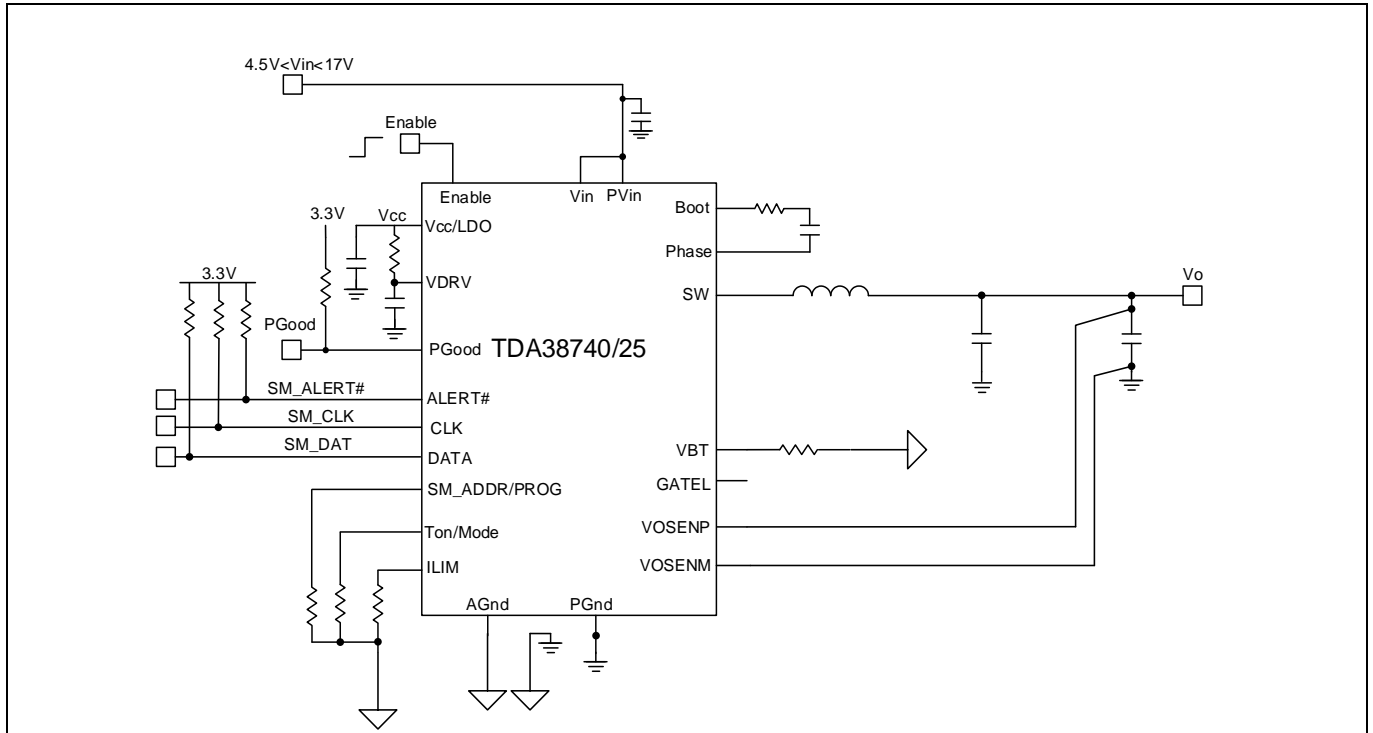 4.5V<Vin<17V
Enable
Enable
Vin
PVin
3.3V
Vcc
Vcc/LDO
Boot
Phase
3.3V
VDRV
SW
Vo
PGood
PGood
TDA38740/25
SM_ALERT#
ALERT#
SM_CLK
CLK
SM_DAT
DATA
VBT
SM_ADDR/PROG
GATEL
Ton/Mode
VOSENP
ILIM
VOSENM
AGnd
PGnd